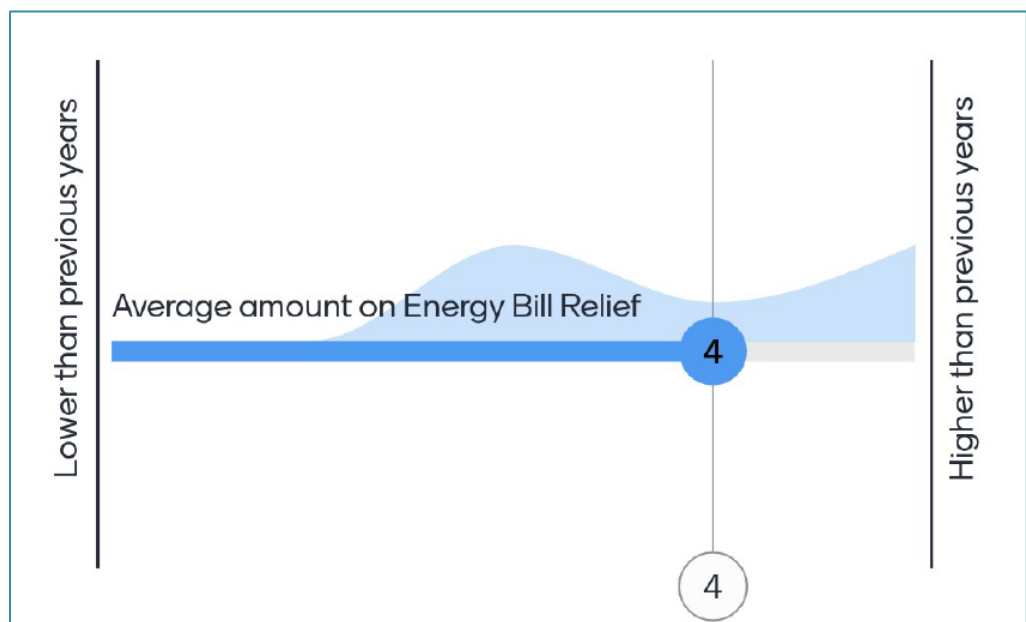 Lower than previous years
Average amount on Energy Bill Relief
4
4
Higher than previous years